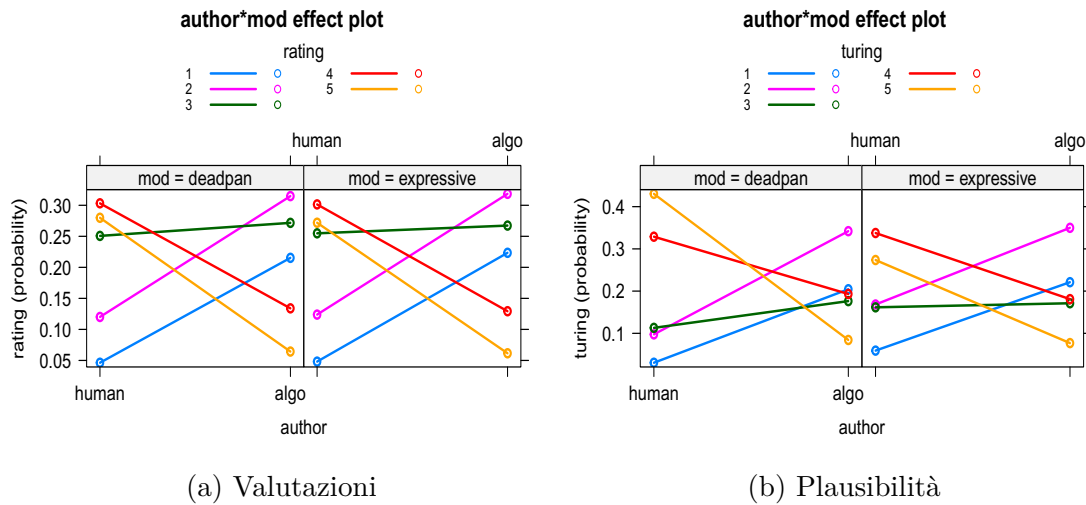 author*mod effect plot
rating
1 4
2 5
3
human algo
mod = deadpan mod = expressive
0.30
0.25
0.20
0.15
0.10
0.05
rating (probability)
human algo
author
(a) Valutazioni
author*mod effect plot
turing
1 4
2 5
3
human algo
mod = deadpan mod = expressive
0.4
0.3
0.2
0.1
turing (probability)
human algo
author
(b) Plausibilità